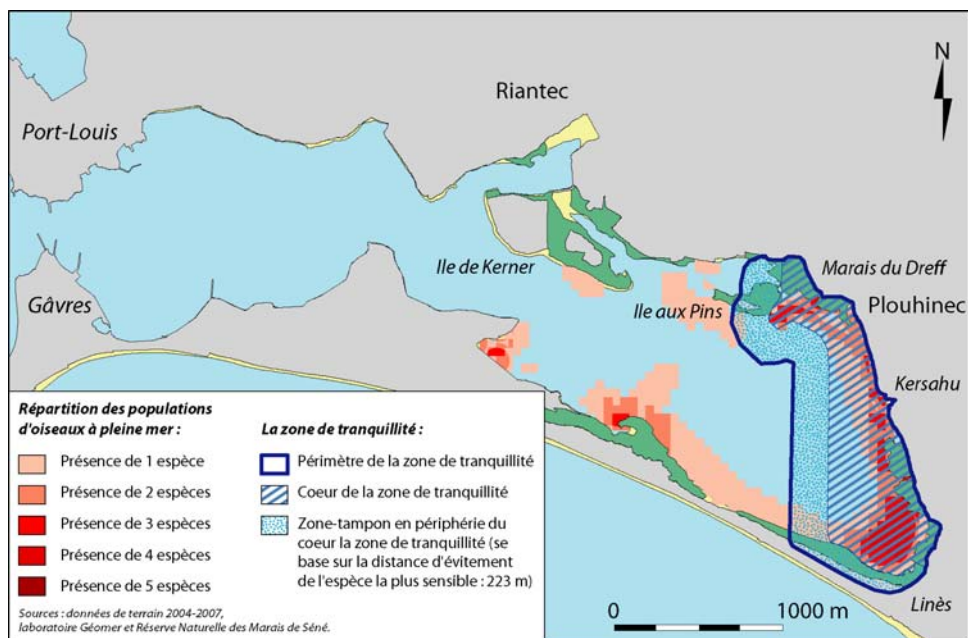 N
Riantec
Port-Louis
Ile de Kerner
Marais du Dreff
Ile aux Pins
Plouhinec
Gâvres
Kersahu
Répartition des populations
d'oiseaux à pleine mer :
Présence de 1 espèce
Présence de 2 espèces
Présence de 3 espèces
Présence de 4 espèces
Présence de 5 espèces
La zone de tranquillité :
Périmètre de la zone de tranquillité
Coeur de la zone de tranquillité
Zone-tampon en périphérie du
coeur la zone de tranquillité (se
base sur la distance d'évitement
de l'espèce la plus sensible : 223 m)
Sources : données de terrain 2004-2007,
laboratoire Géomer et Réserve Naturelle des Marais de Séné.
Linès
0 1000 m